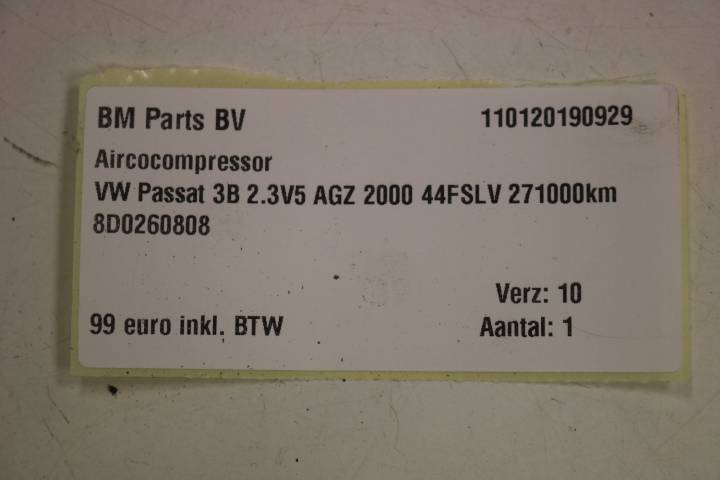 BM Parts BV 110120190929
Aircocompressor
VW Passat 3B 2.3V5 AGZ 2000 44FSLV 271000km
8D0260808
Verz: 10
99 euro inkl. BTW Aantal: 1